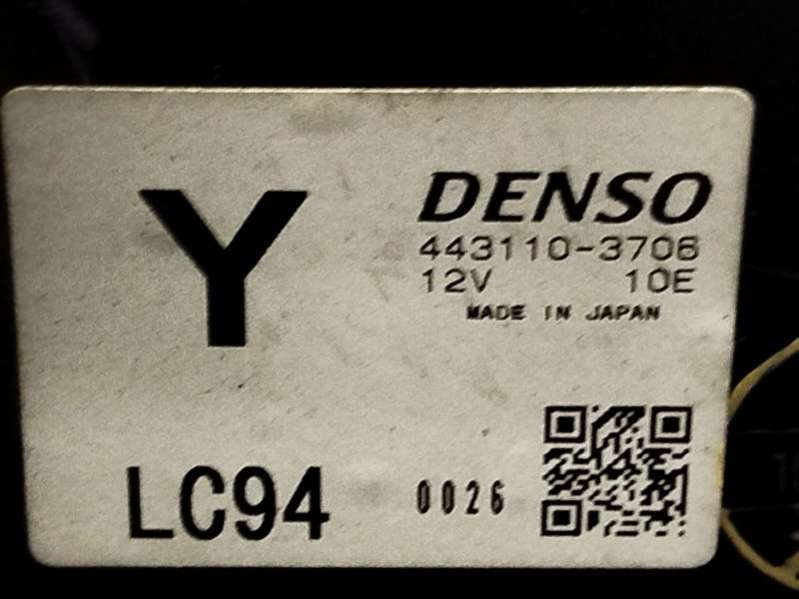 Y
DENSO
443110-3706
12V 10E
MADE IN JAPAN
LC94
0026